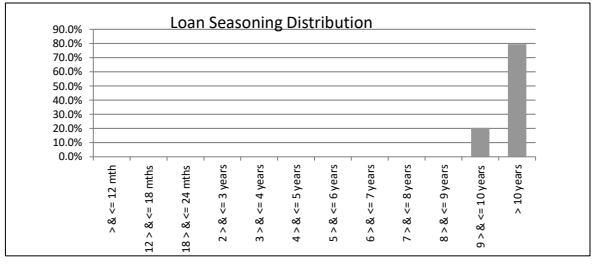 Loan Seasoning Distribution
90.0%
80.0%
70.0%
60.0%
50.0%
40.0%
30.0%
20.0%
10.0%
0.0%
> & <= 12 mth
12 > & <= 18 mths
18 > & <= 24 mths
2 > & <= 3 years
3 > & <= 4 years
4 > & <= 5 years
5 > & <= 6 years
6 > & <= 7 years
7 > & <= 8 years
8 > & <= 9 years
9 > & <= 10 years
> 10 years